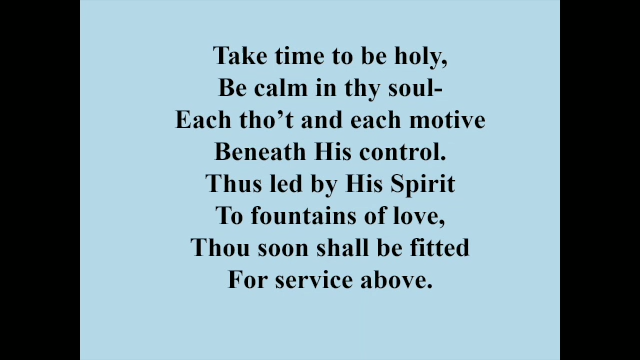 Take time to be holy,
Be calm in thy soul-
Each tho’t and each motive
Beneath His control.
Thus led by His Spirit
To fountains of love,
Thou soon shall be fitted
For service above.